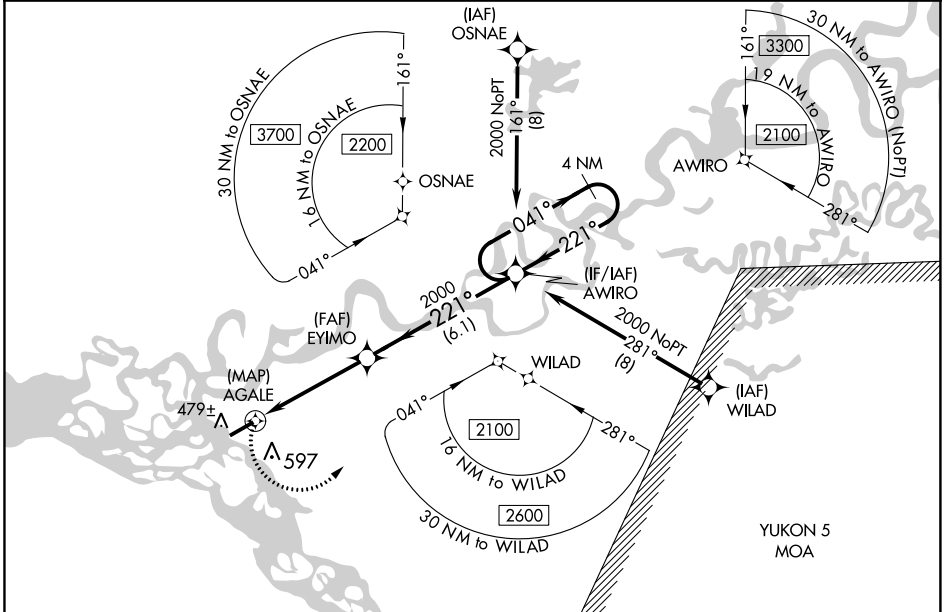 (IAF)
OSNAE
2000 NoPT
161°
(8)
30 NM to OSNAE
3700
161°
16 NM to OSNAE
2200
OSNAE
041°
161°
3300
30 NM to AWIRO (NoPT)
19 NM to AWIRO
2100
AWIRO
281°
4 NM
041°
221°
(IF/IAF)
AWIRO
2000
221°
(6.1)
(FAF)
EYIMO
2000 NoPT
281°
(8)
(IAF)
WILAD
(MAP)
AGALE
479±
597
WILAD
041°
281°
2100
16 NM to WILAD
2600
30 NM to WILAD
YUKON 5
MOA